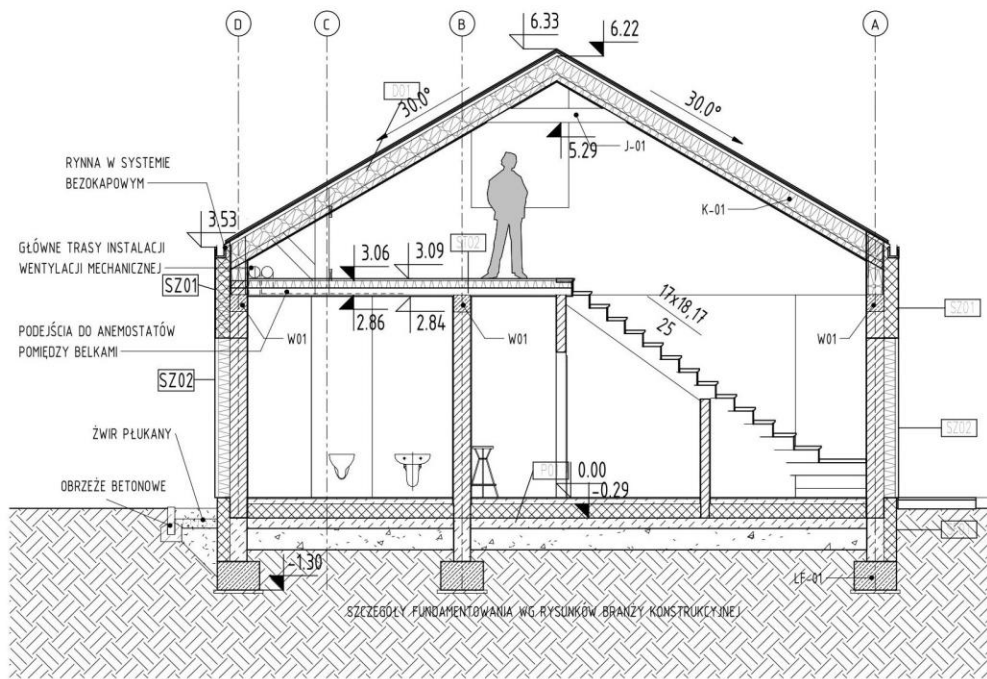 D
C
B
A
6.33
6.22
D01
30.0°
30.0°
5.29
J-01
K-01
RYNNA W SYSTEMIE
BEZOKAPOWYM
3.53
GŁÓWNE TRASY INSTALACJI
WENTYLACJI MECHANICZNEJ
ST02
3.06
3.09
SZ01
2.86
2.84
17x18,17
25
SZ01
PODEJŚCIA DO ANEMOSTATÓW
POMIĘDZY BELKAMI
W01
W01
W01
SZ02
SZ02
ŻWIR PŁUKANY
OBRZEŻE BETONOWE
0.00
-0.29
-1.30
LF-01
SZCZEGÓŁY FUNDAMENTOWANIA WG RYSUNKÓW BRANŻY KONSTRUKCYJNEJ